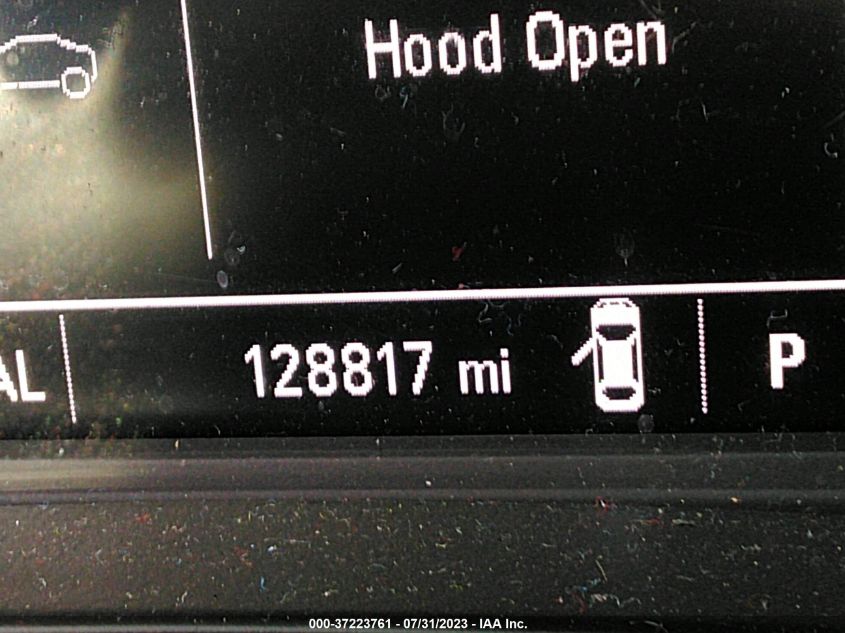 Hood Open
AL 128817 mi P
000-37223761 - 07/31/2023 - IAA Inc.